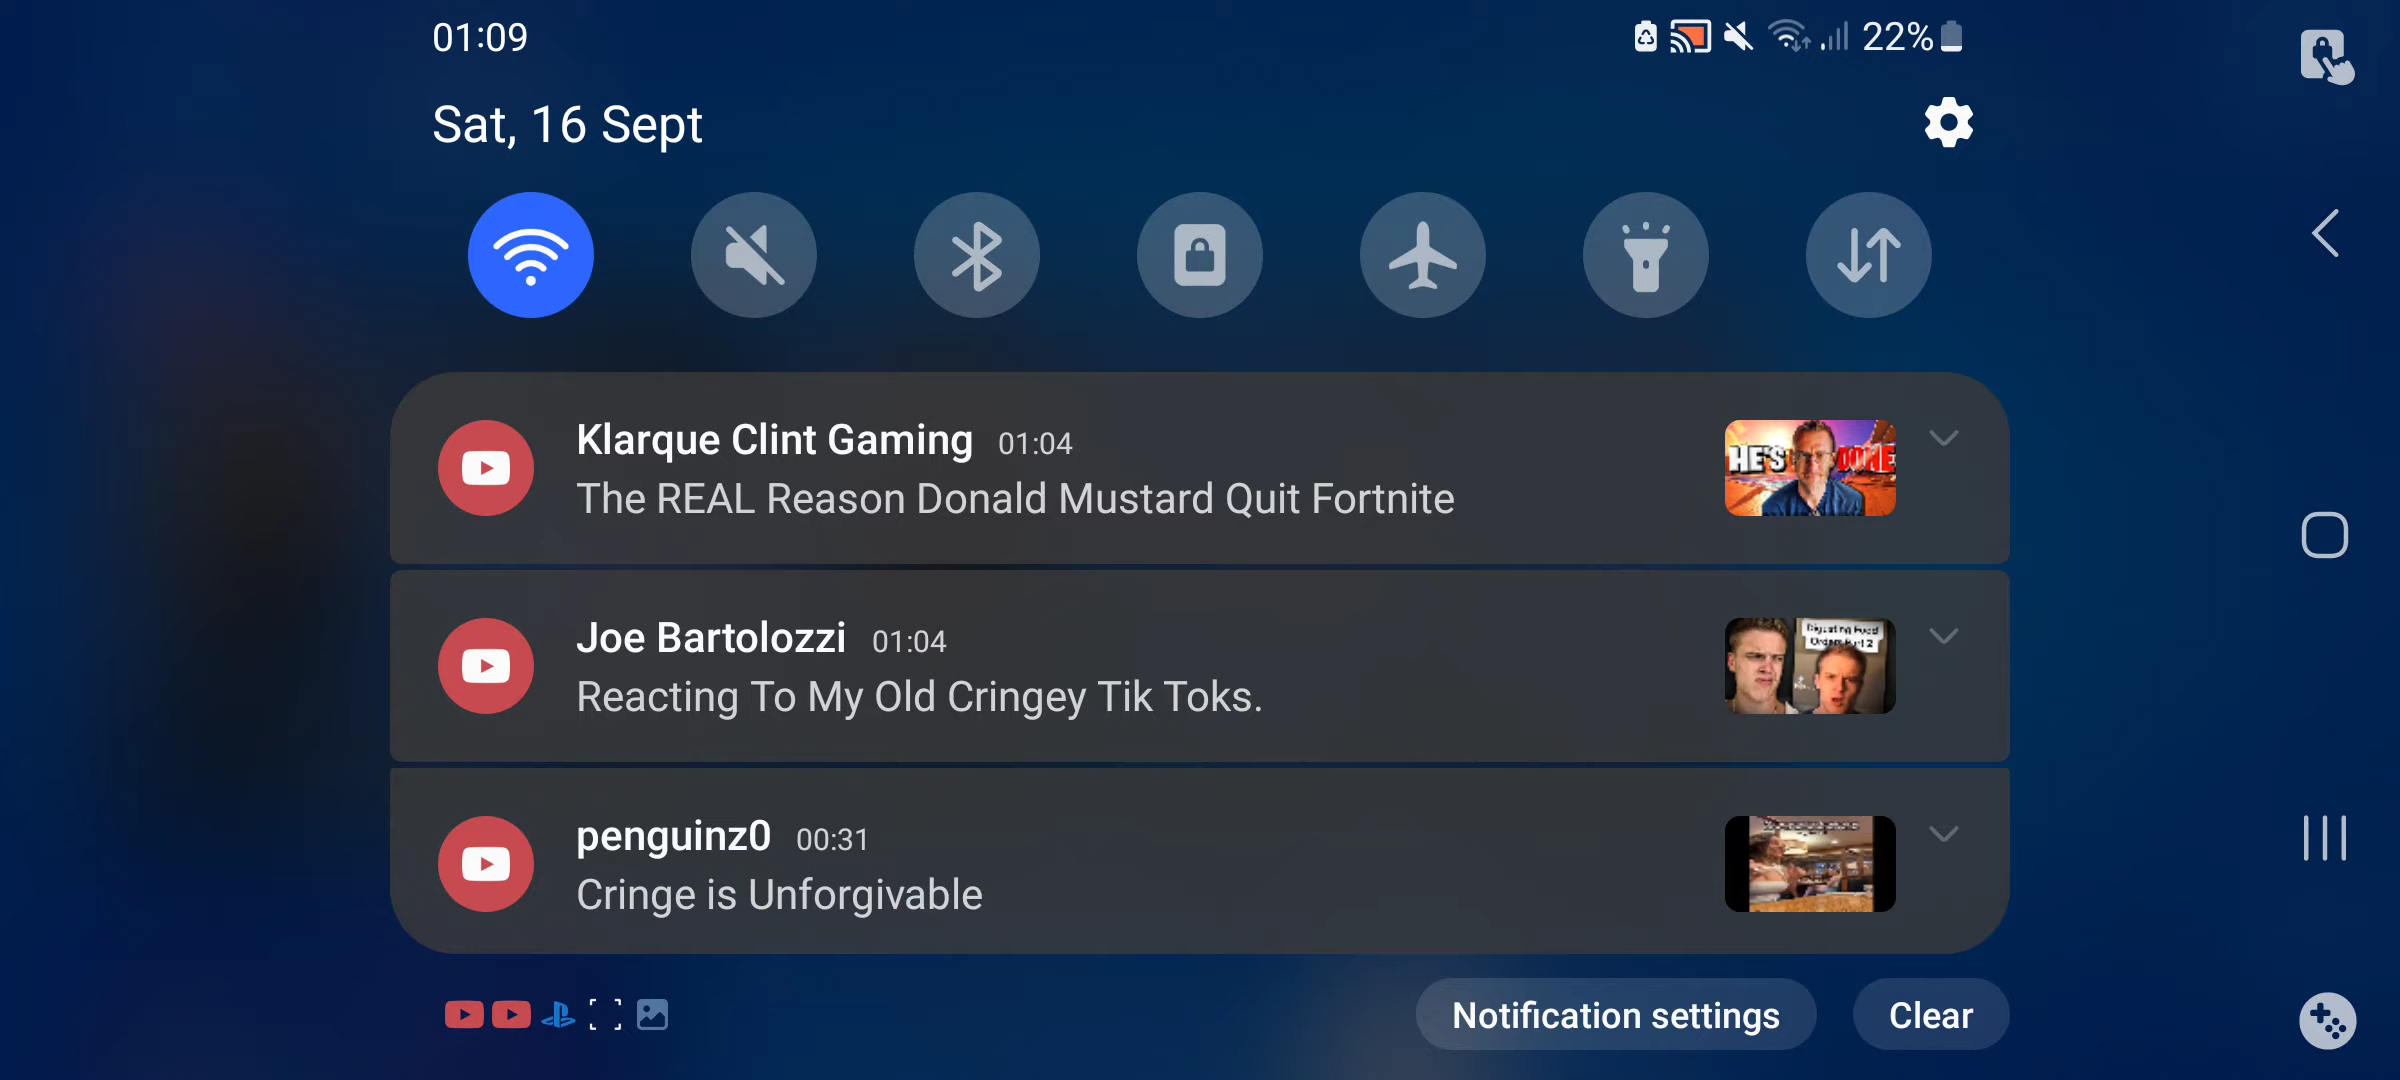 01:09
22%
Sat, 16 Sept
Klarque Clint Gaming 01:04
The REAL Reason Donald Mustard Quit Fortnite
HE'S DONE
Joe Bartolozzi 01:04
Reacting To My Old Cringey Tik Toks.
penguinz0 00:31
Cringe is Unforgivable
Notification settings
Clear